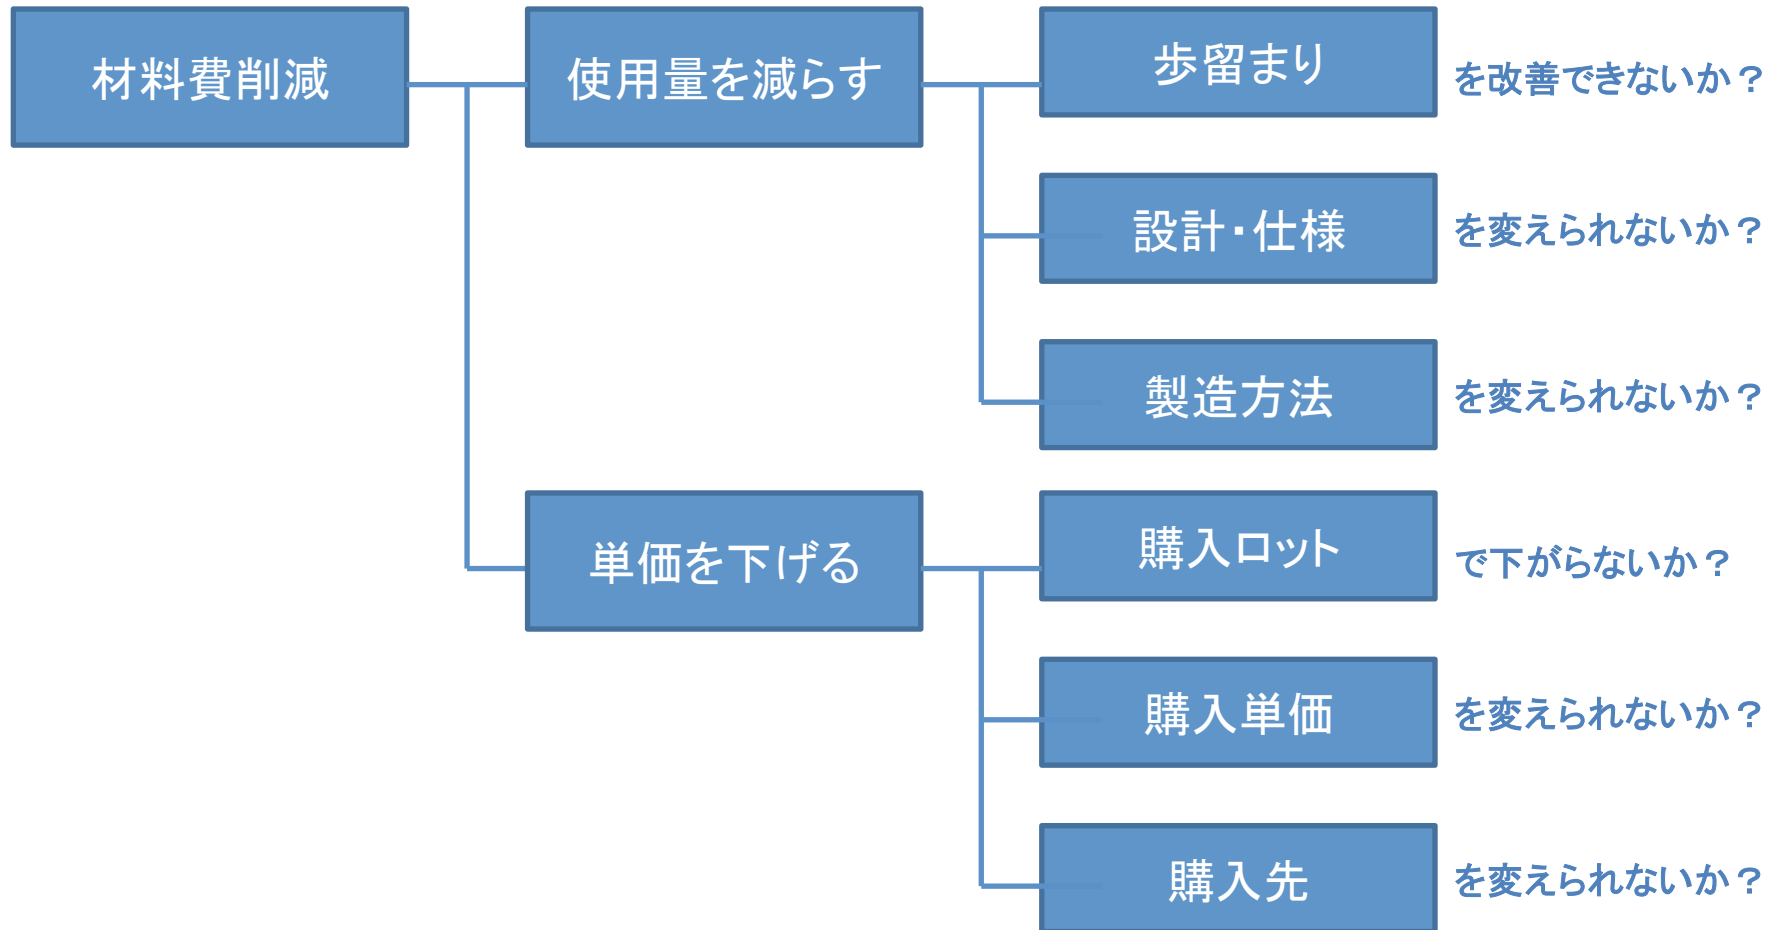 材料費削減
使用量を減らす
歩留まり
を改善できないか？
設計・仕様
を変えられないか？
製造方法
を変えられないか？
単価を下げる
購入ロット
で下がらないか？
購入単価
を変えられないか？
購入先
を変えられないか？